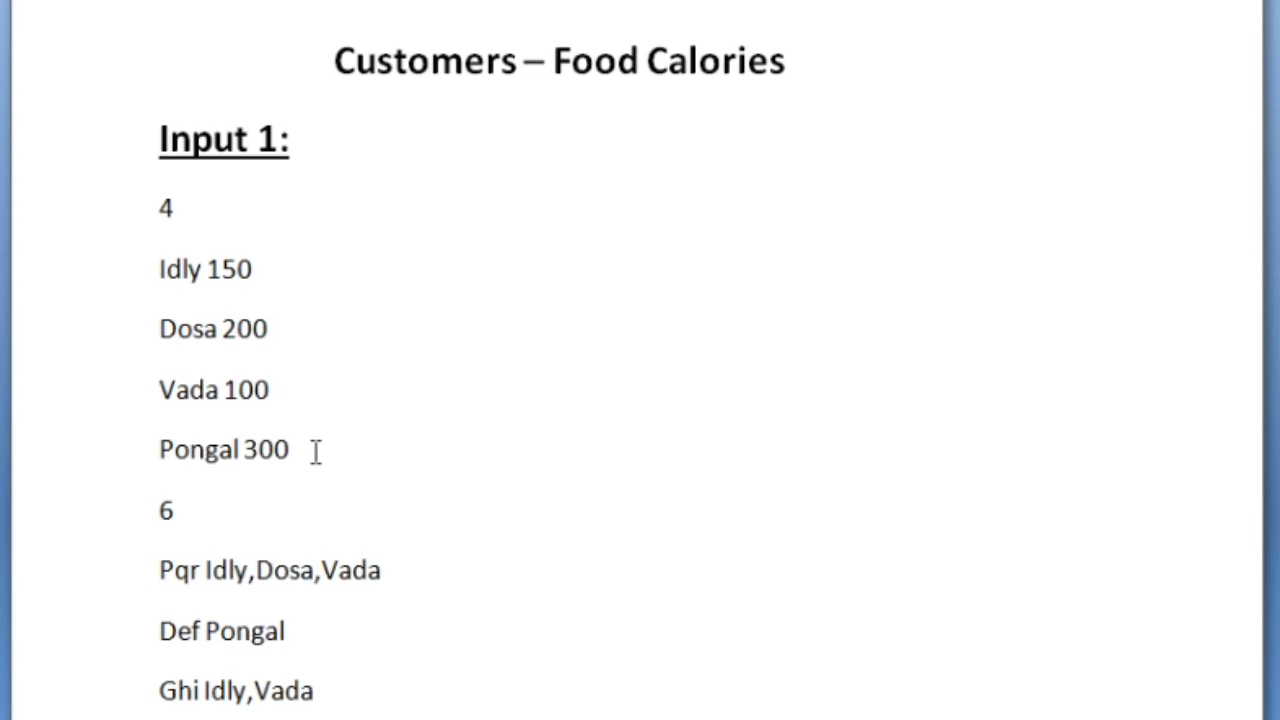 Customers – Food Calories
Input 1:
4
Idly 150
Dosa 200
Vada 100
Pongal 300
6
Pqr Idly,Dosa,Vada
Def Pongal
Ghi Idly,Vada